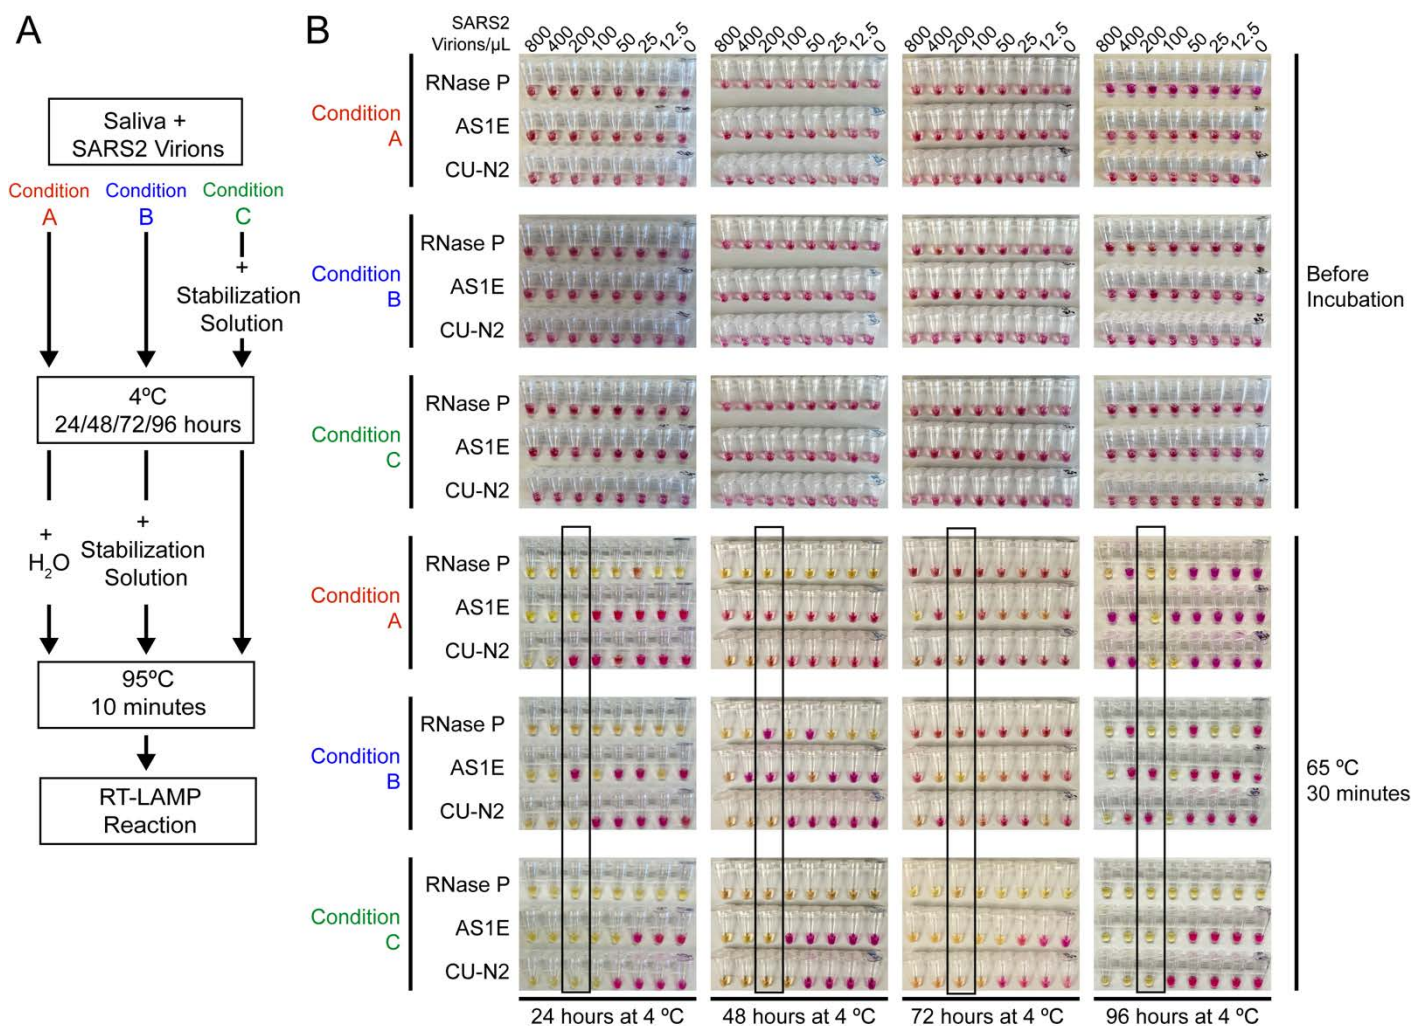 A
Saliva +
SARS2 Virions
Condition
A
Condition
B
Condition
C
+
Stabilization
Solution
4ºC
24/48/72/96 hours
+
H2O
+
Stabilization
Solution
95ºC
10 minutes
RT-LAMP
Reaction
B
SARS2
Virions/µL
800 400 200 100 50 25 12.5 0
800 400 200 100 50 25 12.5 0
800 400 200 100 50 25 12.5 0
800 400 200 100 50 25 12.5 0
Condition
A
RNase P
AS1E
CU-N2
Condition
B
RNase P
AS1E
CU-N2
Condition
C
RNase P
AS1E
CU-N2
Before
Incubation
Condition
A
RNase P
AS1E
CU-N2
Condition
B
RNase P
AS1E
CU-N2
Condition
C
RNase P
AS1E
CU-N2
65 ºC
30 minutes
24 hours at 4 ºC
48 hours at 4 ºC
72 hours at 4 ºC
96 hours at 4 ºC